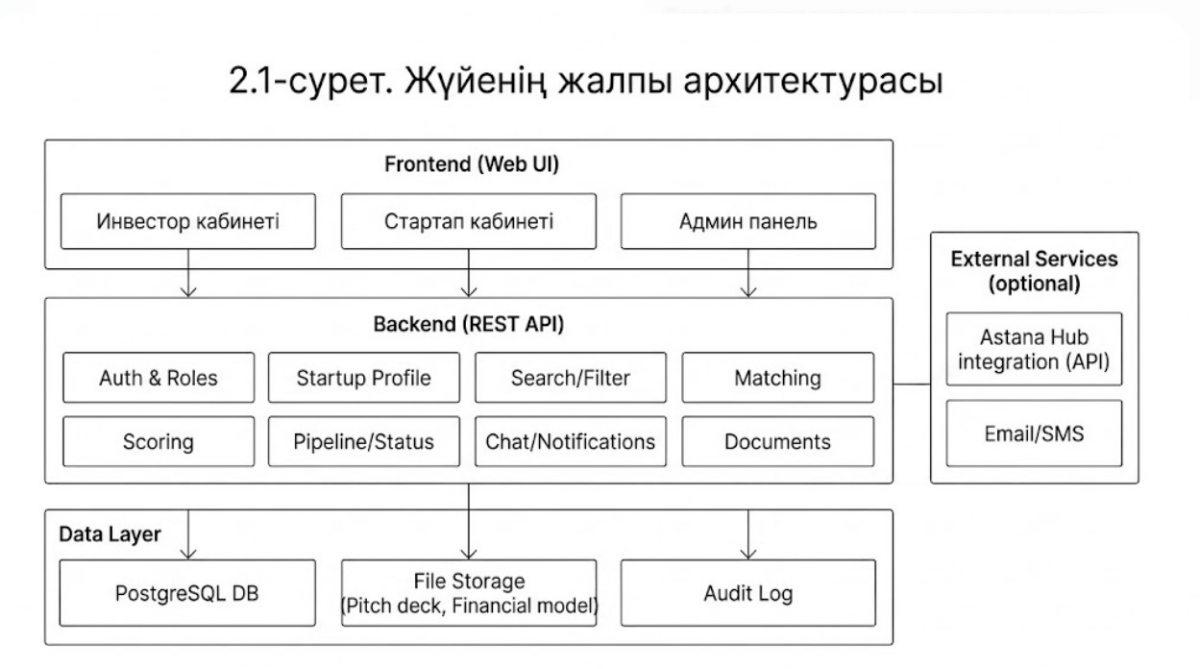 2.1-сурет. Жүйенің жалпы архитектурасы
Frontend (Web UI)
Инвестор кабинеті
Стартап кабинеті
Админ панель
External Services
(optional)
Astana Hub
integration (API)
Email/SMS
Backend (REST API)
Auth & Roles
Startup Profile
Search/Filter
Matching
Scoring
Pipeline/Status
Chat/Notifications
Documents
Data Layer
PostgreSQL DB
File Storage
(Pitch deck, Financial model)
Audit Log